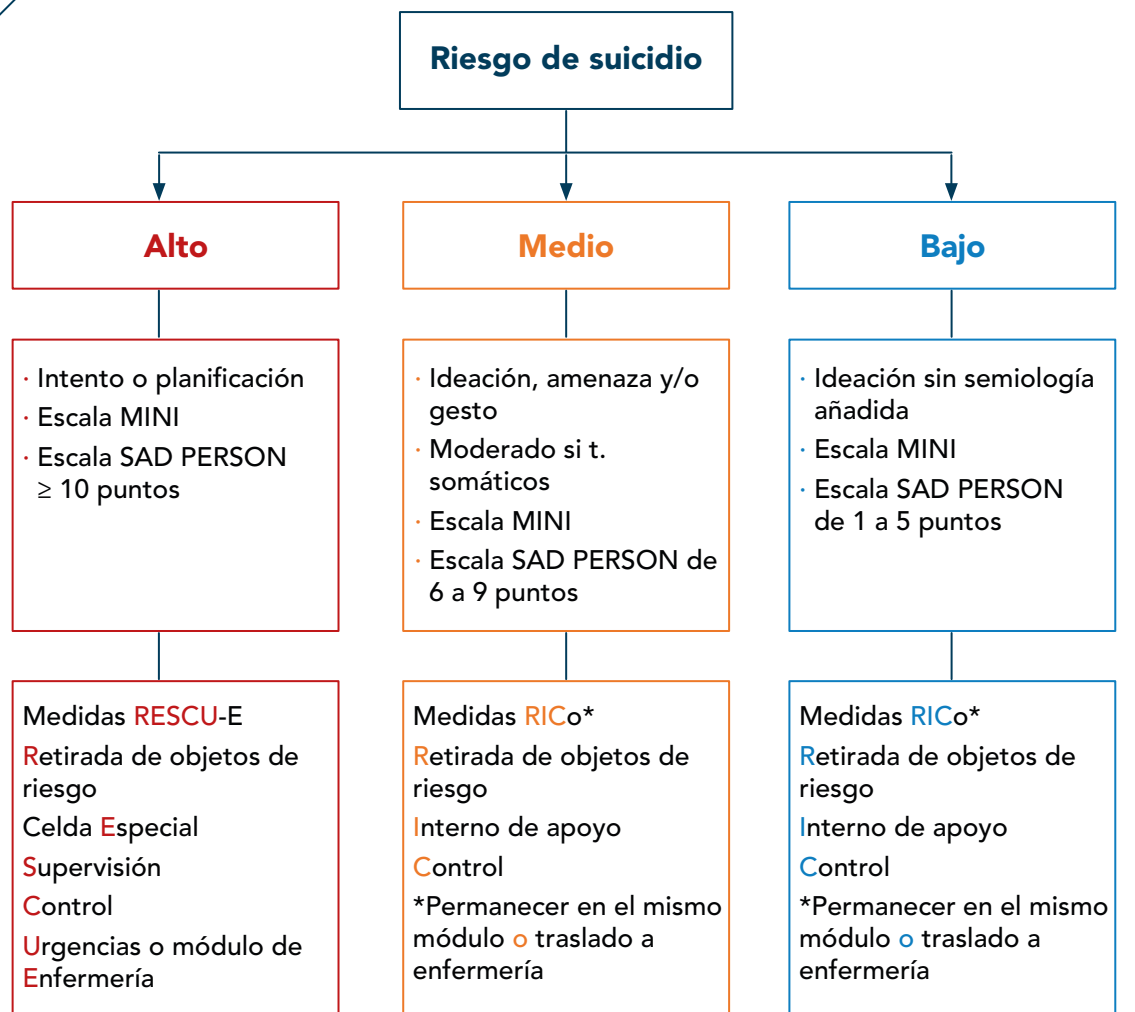 Riesgo de suicidio
Alto
Medio
Bajo
· Intento o planificación
· Escala MINI
· Escala SAD PERSON
≥ 10 puntos
· Ideación, amenaza y/o
gesto
· Moderado si t.
somáticos
· Escala MINI
· Escala SAD PERSON de
6 a 9 puntos
· Ideación sin semiología
añadida
· Escala MINI
· Escala SAD PERSON
de 1 a 5 puntos
Medidas RESCU-E
Retirada de objetos de
riesgo
Celda Especial
Supervisión
Control
Urgencias o módulo de
Enfermería
Medidas RICo*
Retirada de objetos de
riesgo
Interno de apoyo
Control
*Permanecer en el mismo
módulo o traslado a
enfermería
Medidas RICo*
Retirada de objetos de
riesgo
Interno de apoyo
Control
*Permanecer en el mismo
módulo o traslado a
enfermería